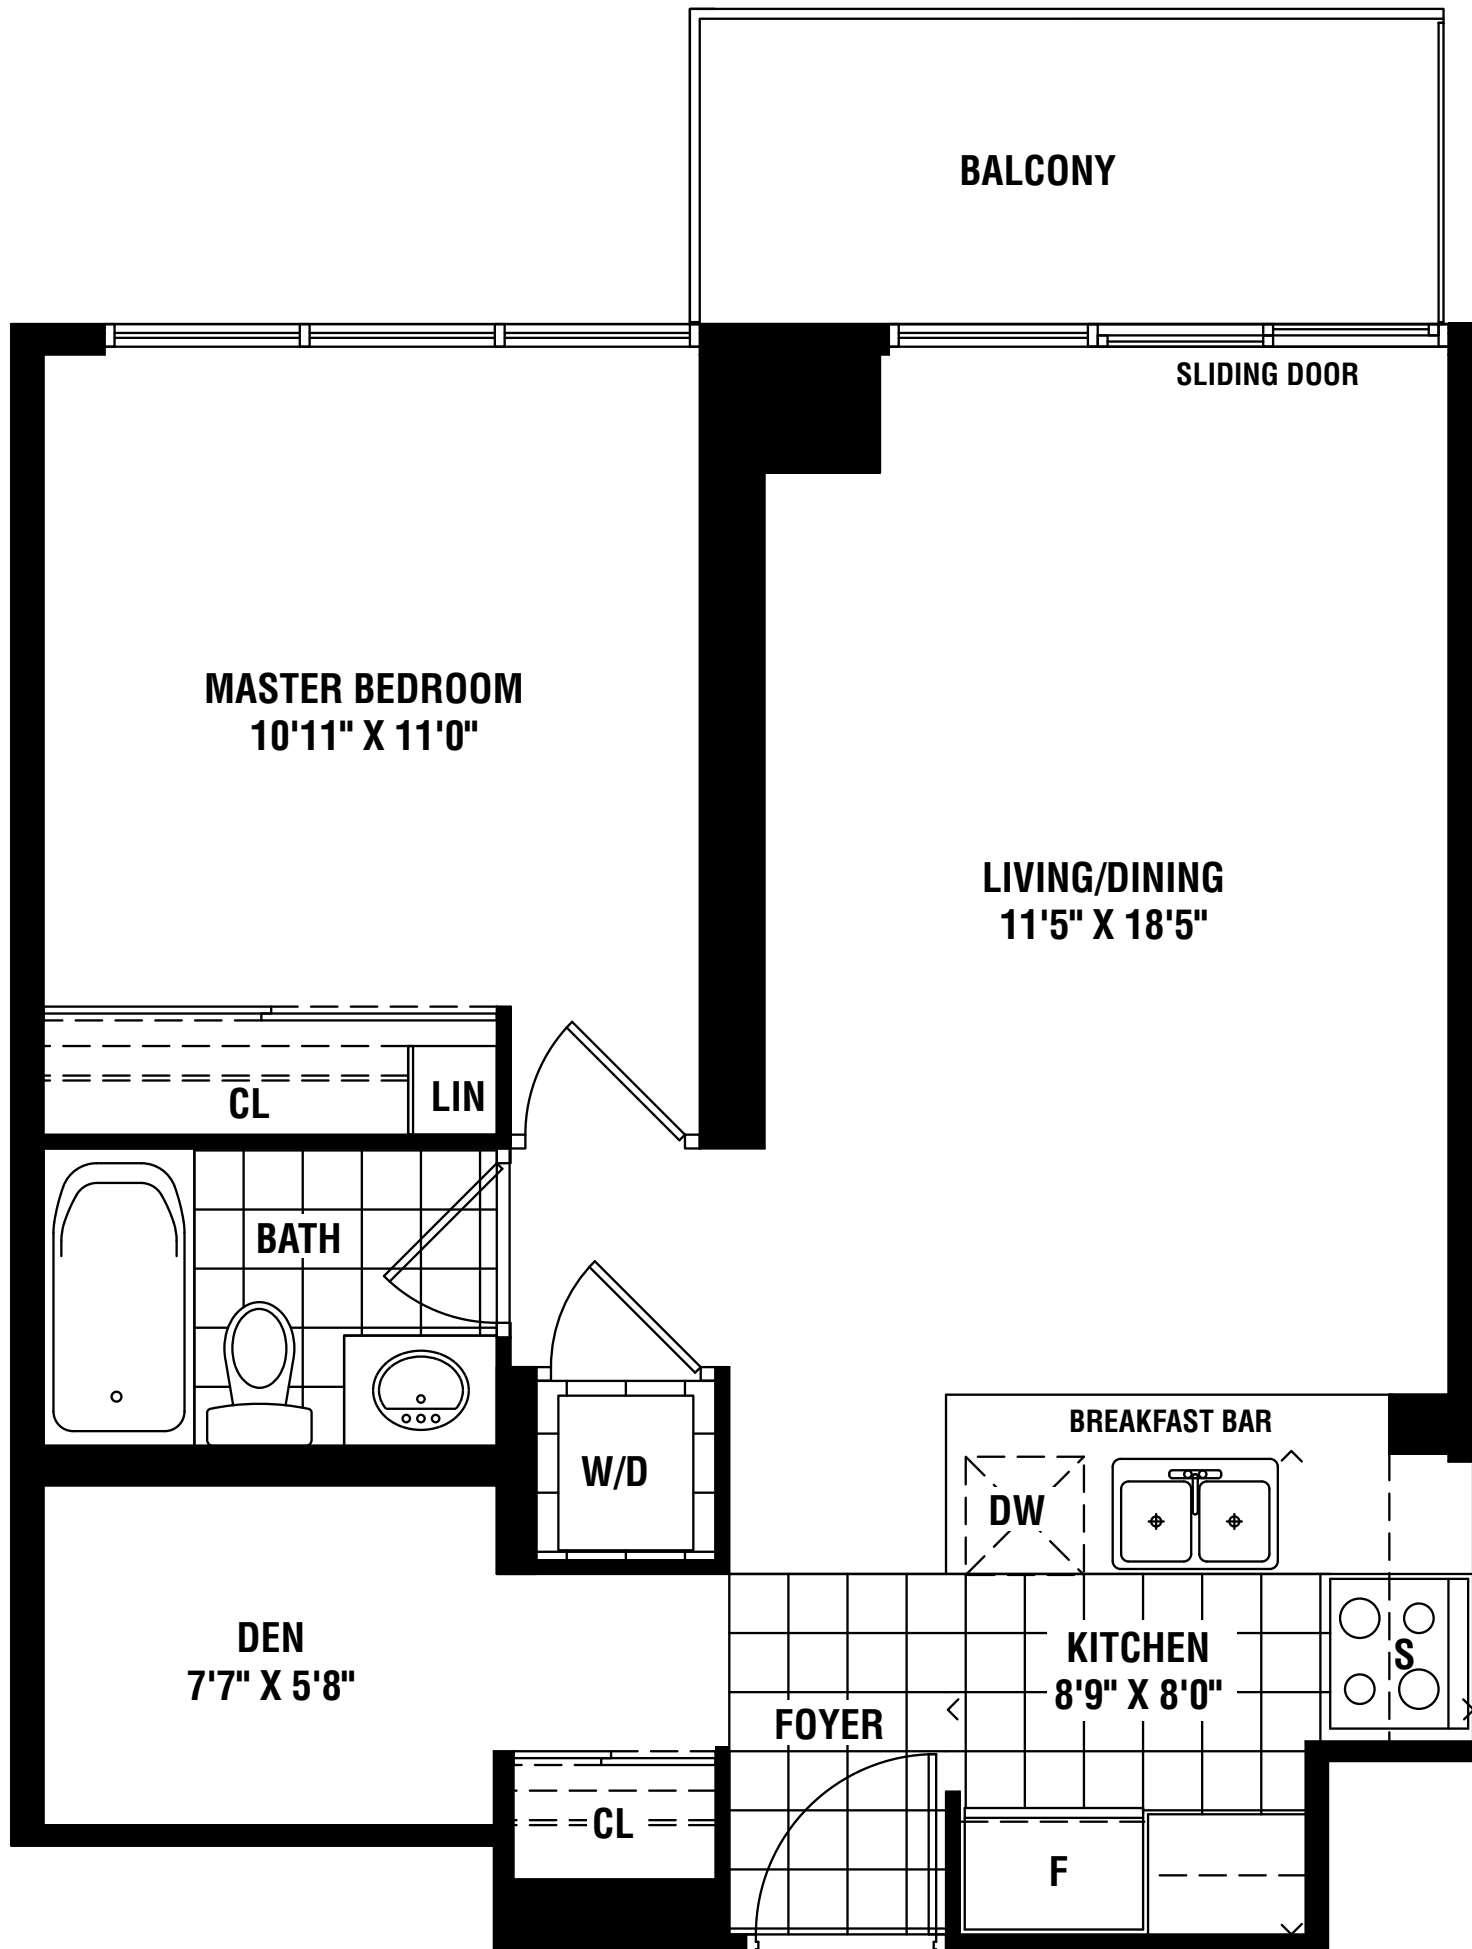 BALCONY
SLIDING DOOR
MASTER BEDROOM
10'11" X 11'0"
LIVING/DINING
11'5" X 18'5"
CL
LIN
BATH
BREAKFAST BAR
W/D
DW
DEN
7'7" X 5'8"
KITCHEN
8'9" X 8'0"
S
FOYER
CL
F